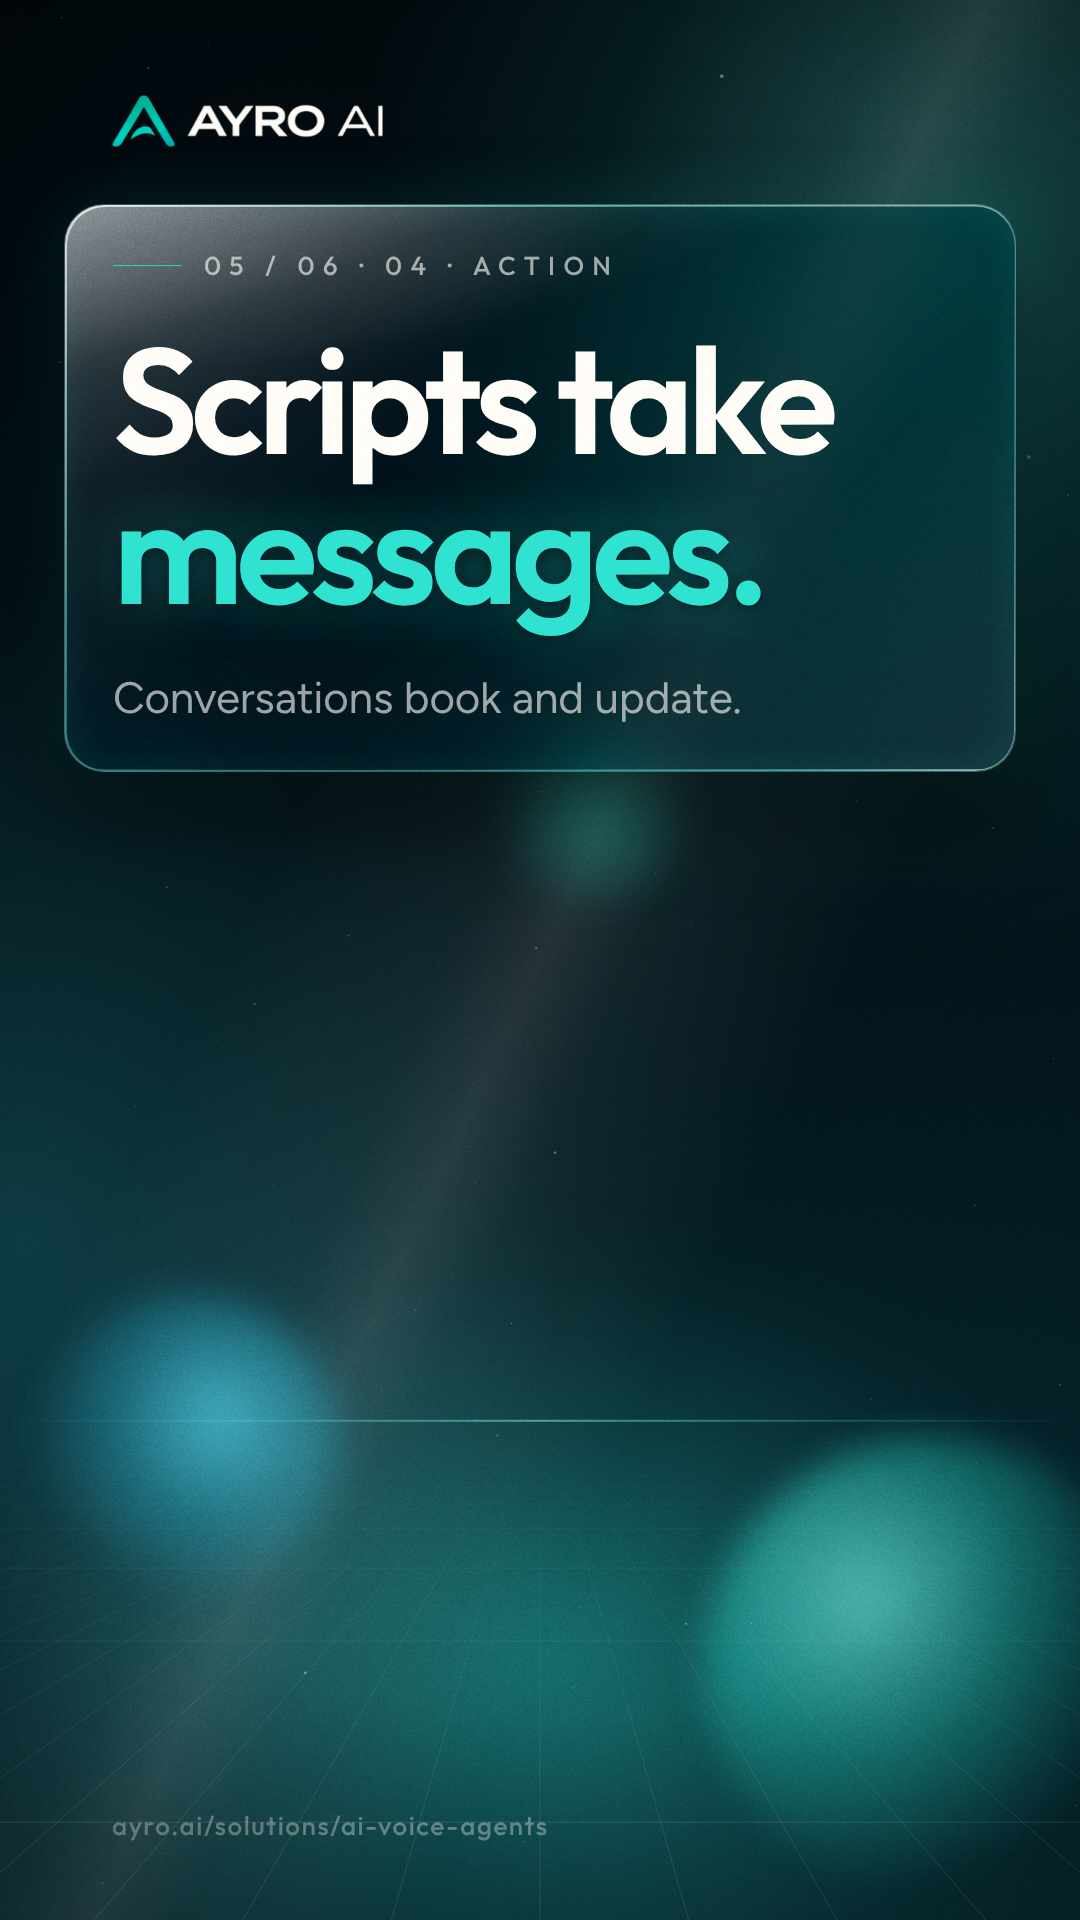 AYRO AI
05 / 06 · 04 · ACTION
Scripts take
messages.
Conversations book and update.
ayro.ai/solutions/ai-voice-agents